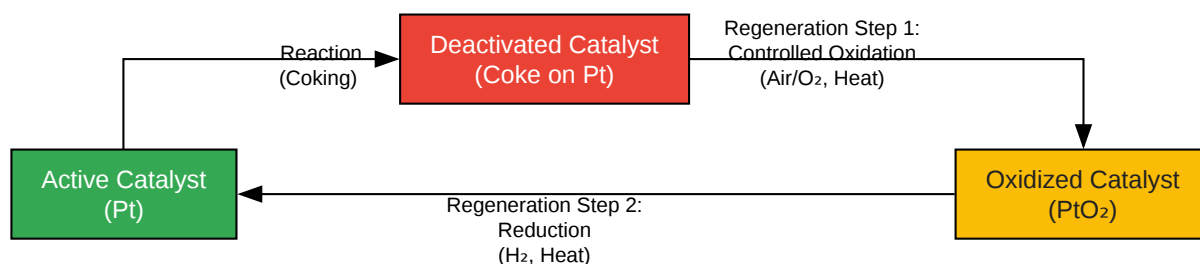 Reaction
(Coking)
Deactivated Catalyst
(Coke on Pt)
Regeneration Step 1:
Controlled Oxidation
(Air/O₂, Heat)
Active Catalyst
(Pt)
Regeneration Step 2:
Reduction
(H₂, Heat)
Oxidized Catalyst
(PtO₂)